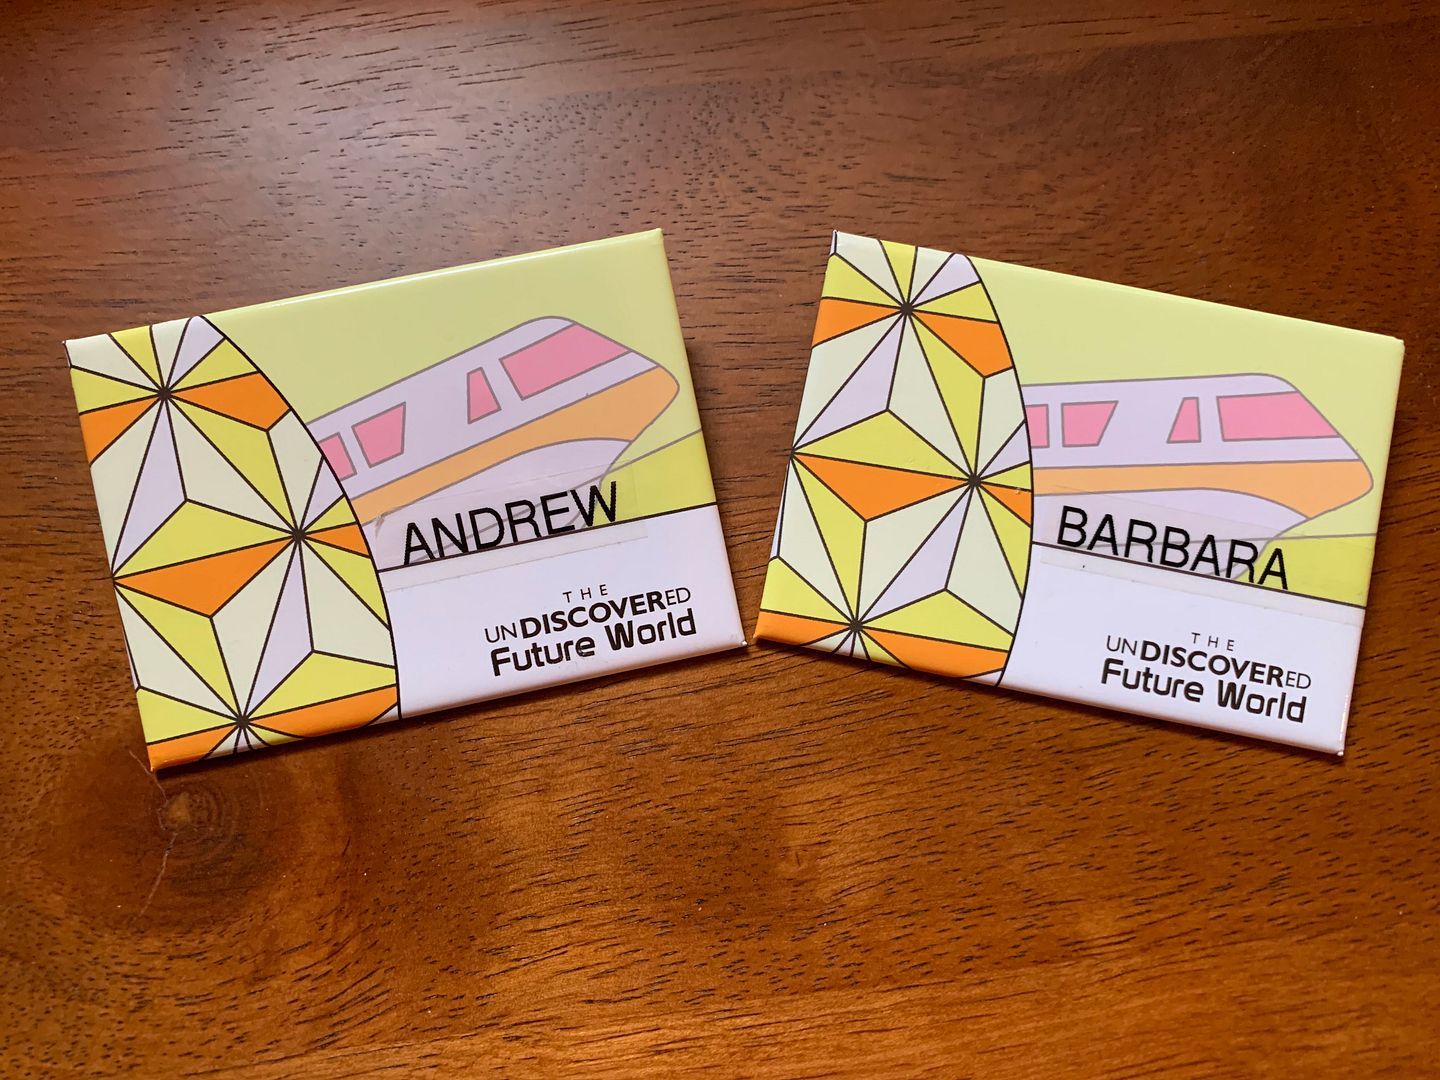 ANDREW
THE
UNDISCOVERED
Future World
BARBARA
THE
UNDISCOVERED
Future World